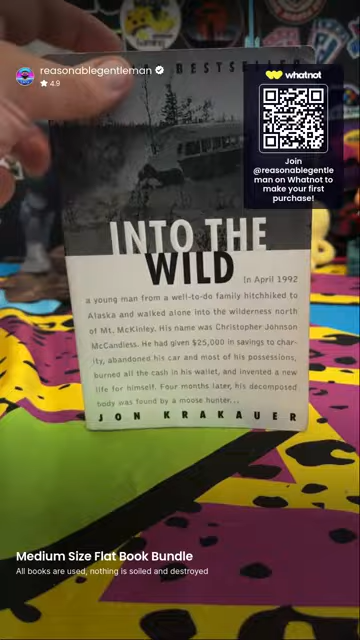 reasonablegentleman
4.9
BESTSELLER
whatnot
Join
@reasonablegentle
man on Whatnot to
make your first
purchase!
INTO THE
WILD
In April 1992
a young man from a well-to-do family hitchhiked to
Alaska and walked alone into the wilderness north
of Mt. McKinley. His name was Christopher Johnson
McCandless. He had given $25,000 in savings to char-
ity, abandoned his car and most of his possessions,
burned all the cash in his wallet, and invented a new
life for himself. Four months later, his decomposed
body was found by a moose hunter...
JON KRAKAUER
Medium Size Flat Book Bundle
All books are used, nothing is soiled and destroyed